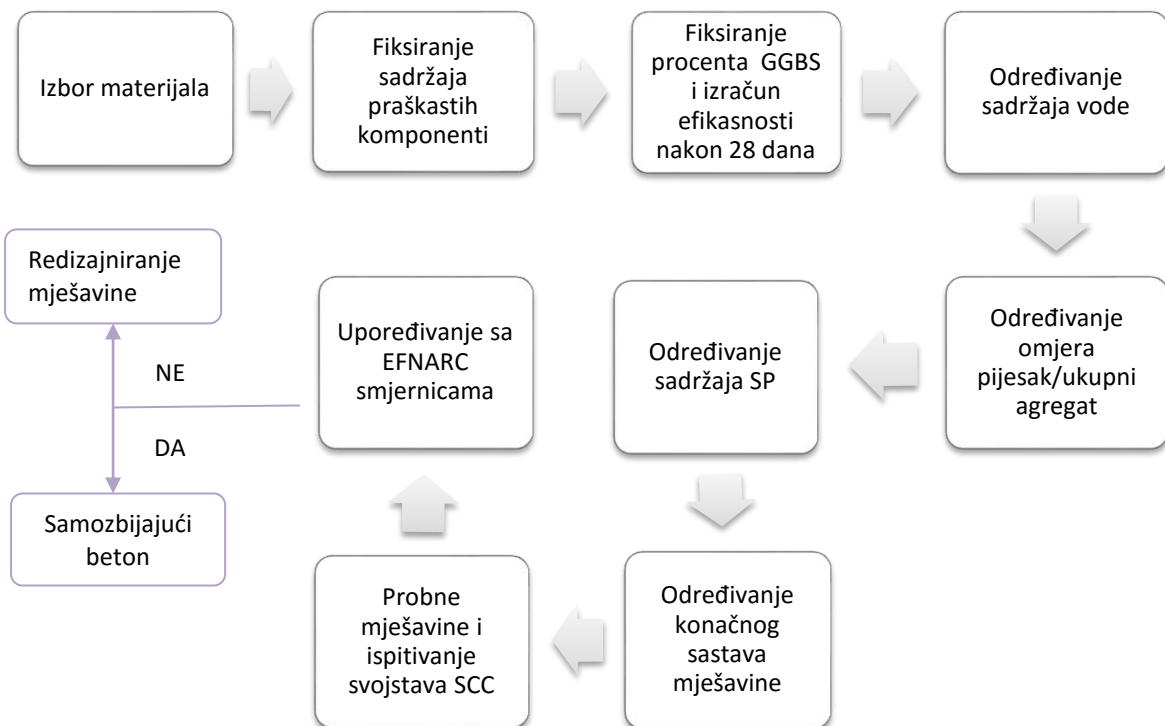 Izbor materijala
Fiksiranje
sadržaja
praškastih
komponenti
Fiksiranje
procenta GGBS
i izračun
efikasnosti
nakon 28 dana
Određivanje
sadržaja vode
Određivanje
omjera
pijesak/ukupni
agregat
Određivanje
sadržaja SP
Određivanje
konačnog
sastava
mješavine
Probne
mješavine i
ispitivanje
svojstava SCC
Upoređivanje sa
EFNARC
smjernicama
NE
Redizajniranje
mješavine
DA
Samozbijajući
beton